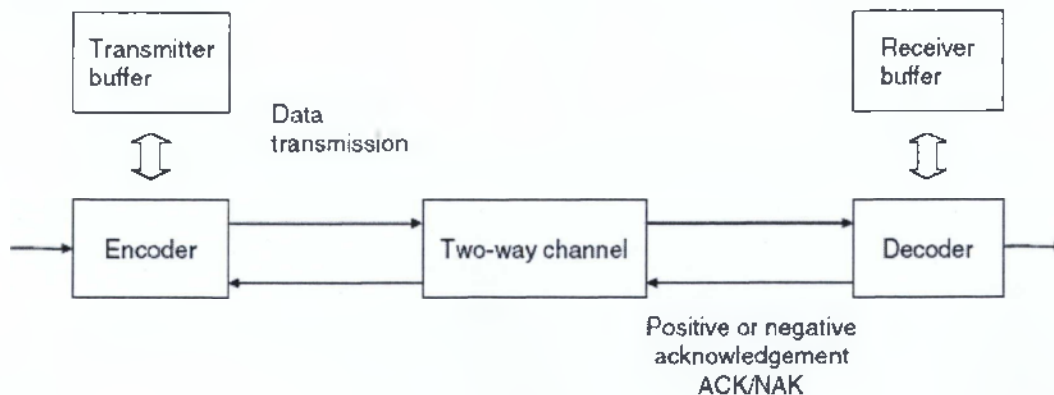 Transmitter
buffer
Receiver
buffer
Data
transmission
Encoder
Two-way channel
Decoder
Positive or negative
acknowledgement
ACK/NAK